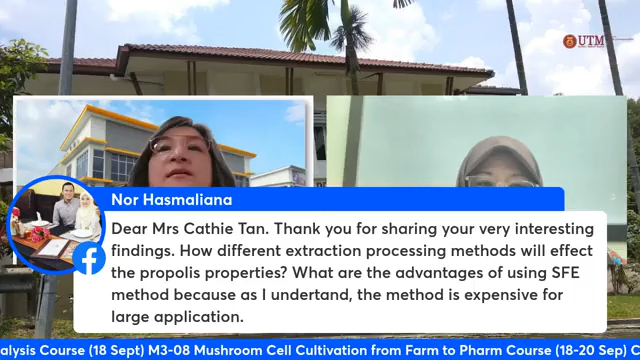 UTM
Nor Hasmaliana
Dear Mrs Cathie Tan. Thank you for sharing your very interesting
findings. How different extraction processing methods will effect
the propolis properties? What are the advantages of using SFE
method because as I undertand, the method is expensive for
large application.
alysis Course (18 Sept) M3-08 Mushroom Cell Cultivation from Farm to Pharm Course (18-20 Sep) C